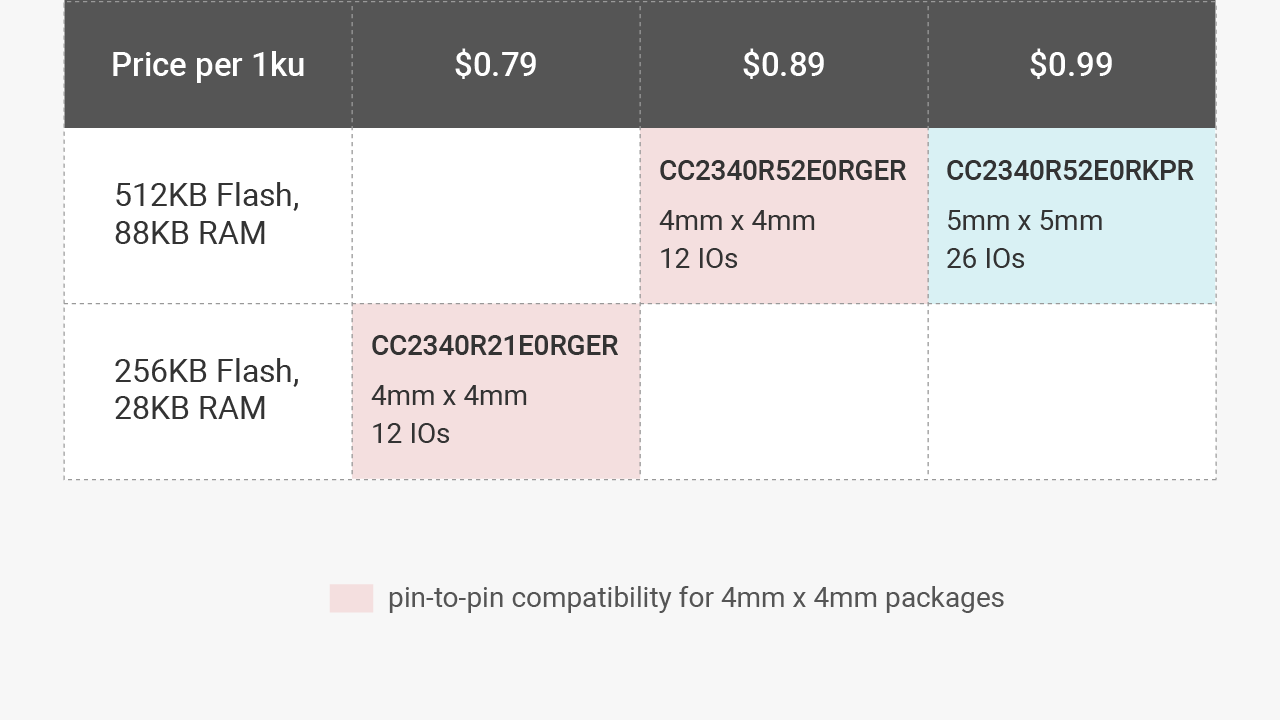 Price per 1ku $0.79 $0.89 $0.99
512KB Flash,
88KB RAM
CC2340R52E0RGER
4mm x 4mm
12 IOs
CC2340R52E0RKPR
5mm x 5mm
26 IOs
256KB Flash,
28KB RAM
CC2340R21E0RGER
4mm x 4mm
12 IOs
pin-to-pin compatibility for 4mm x 4mm packages